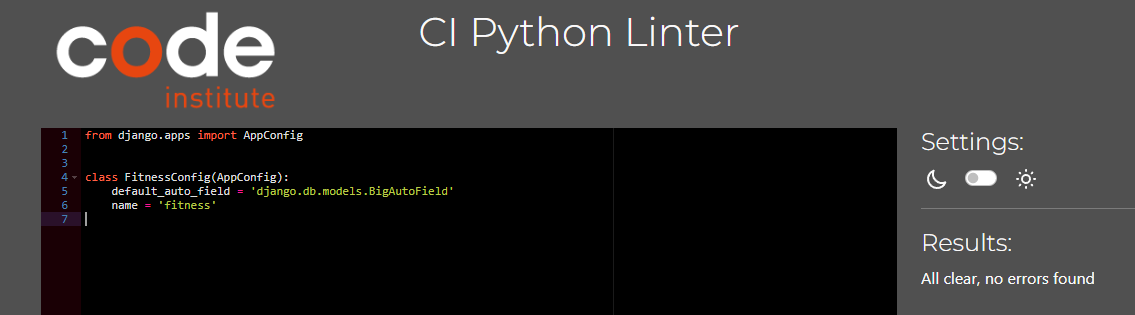 code
institute
CI Python Linter
1 from django.apps import AppConfig
2
3
4 class FitnessConfig(AppConfig):
5     default_auto_field = 'django.db.models.BigAutoField'
6     name = 'fitness'
7
Settings:
Results:
All clear, no errors found